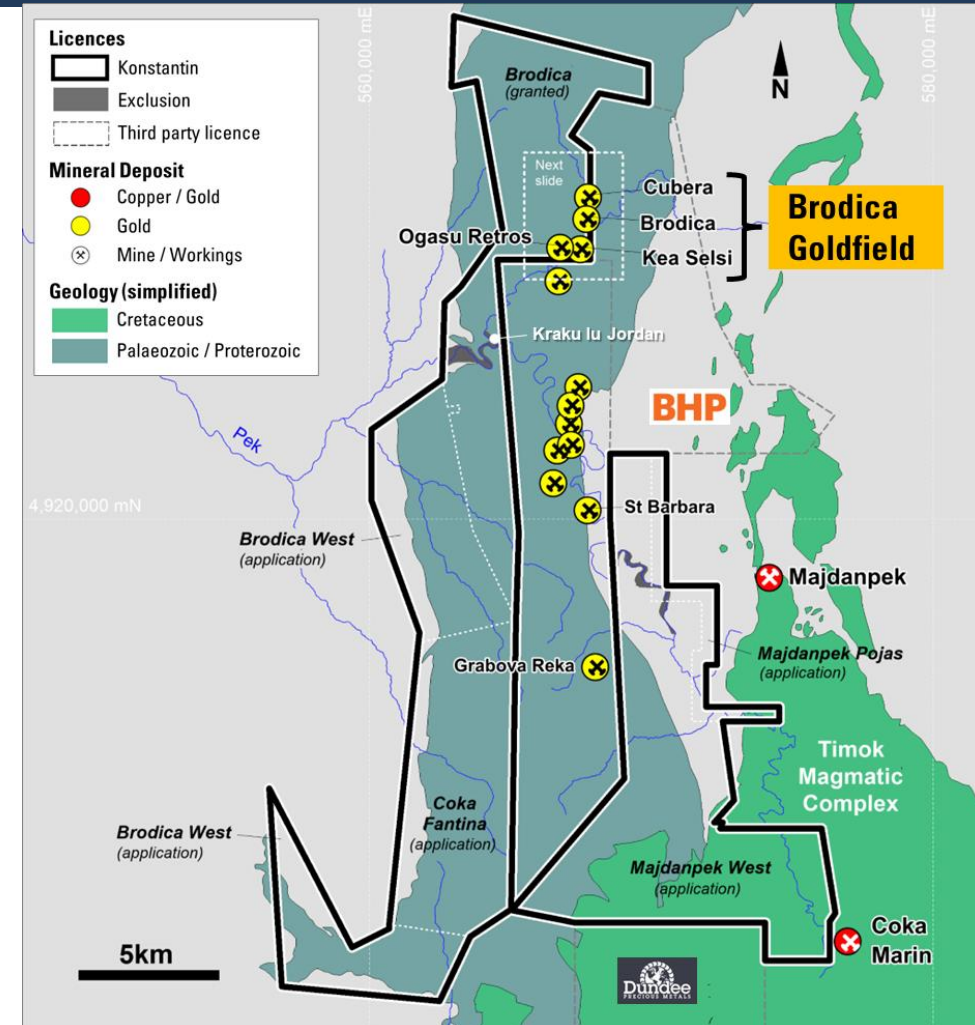 Licences
Konstantin
Exclusion
Third party licence
Mineral Deposit
Copper / Gold
Gold
Mine / Workings
Geology (simplified)
Cretaceous
Palaeozoic / Proterozoic
560,000 mE
580,000 mE
N
Brodica
(granted)
Next
slide
Cubera
Brodica
Ogasu Retros
Kea Selsi
Brodica
Goldfield
Kraku lu Jordan
BHP
Pek
4,920,000 mN
St Barbara
Brodica West
(application)
Majdanpek
Majdanpek Pojas
(application)
Grabova Reka
Timok
Magmatic
Complex
Coka
Fantina
(application)
Brodica West
(application)
Majdanpek West
(application)
Coka
Marin
5km
Dundee
PRECIOUS METALS